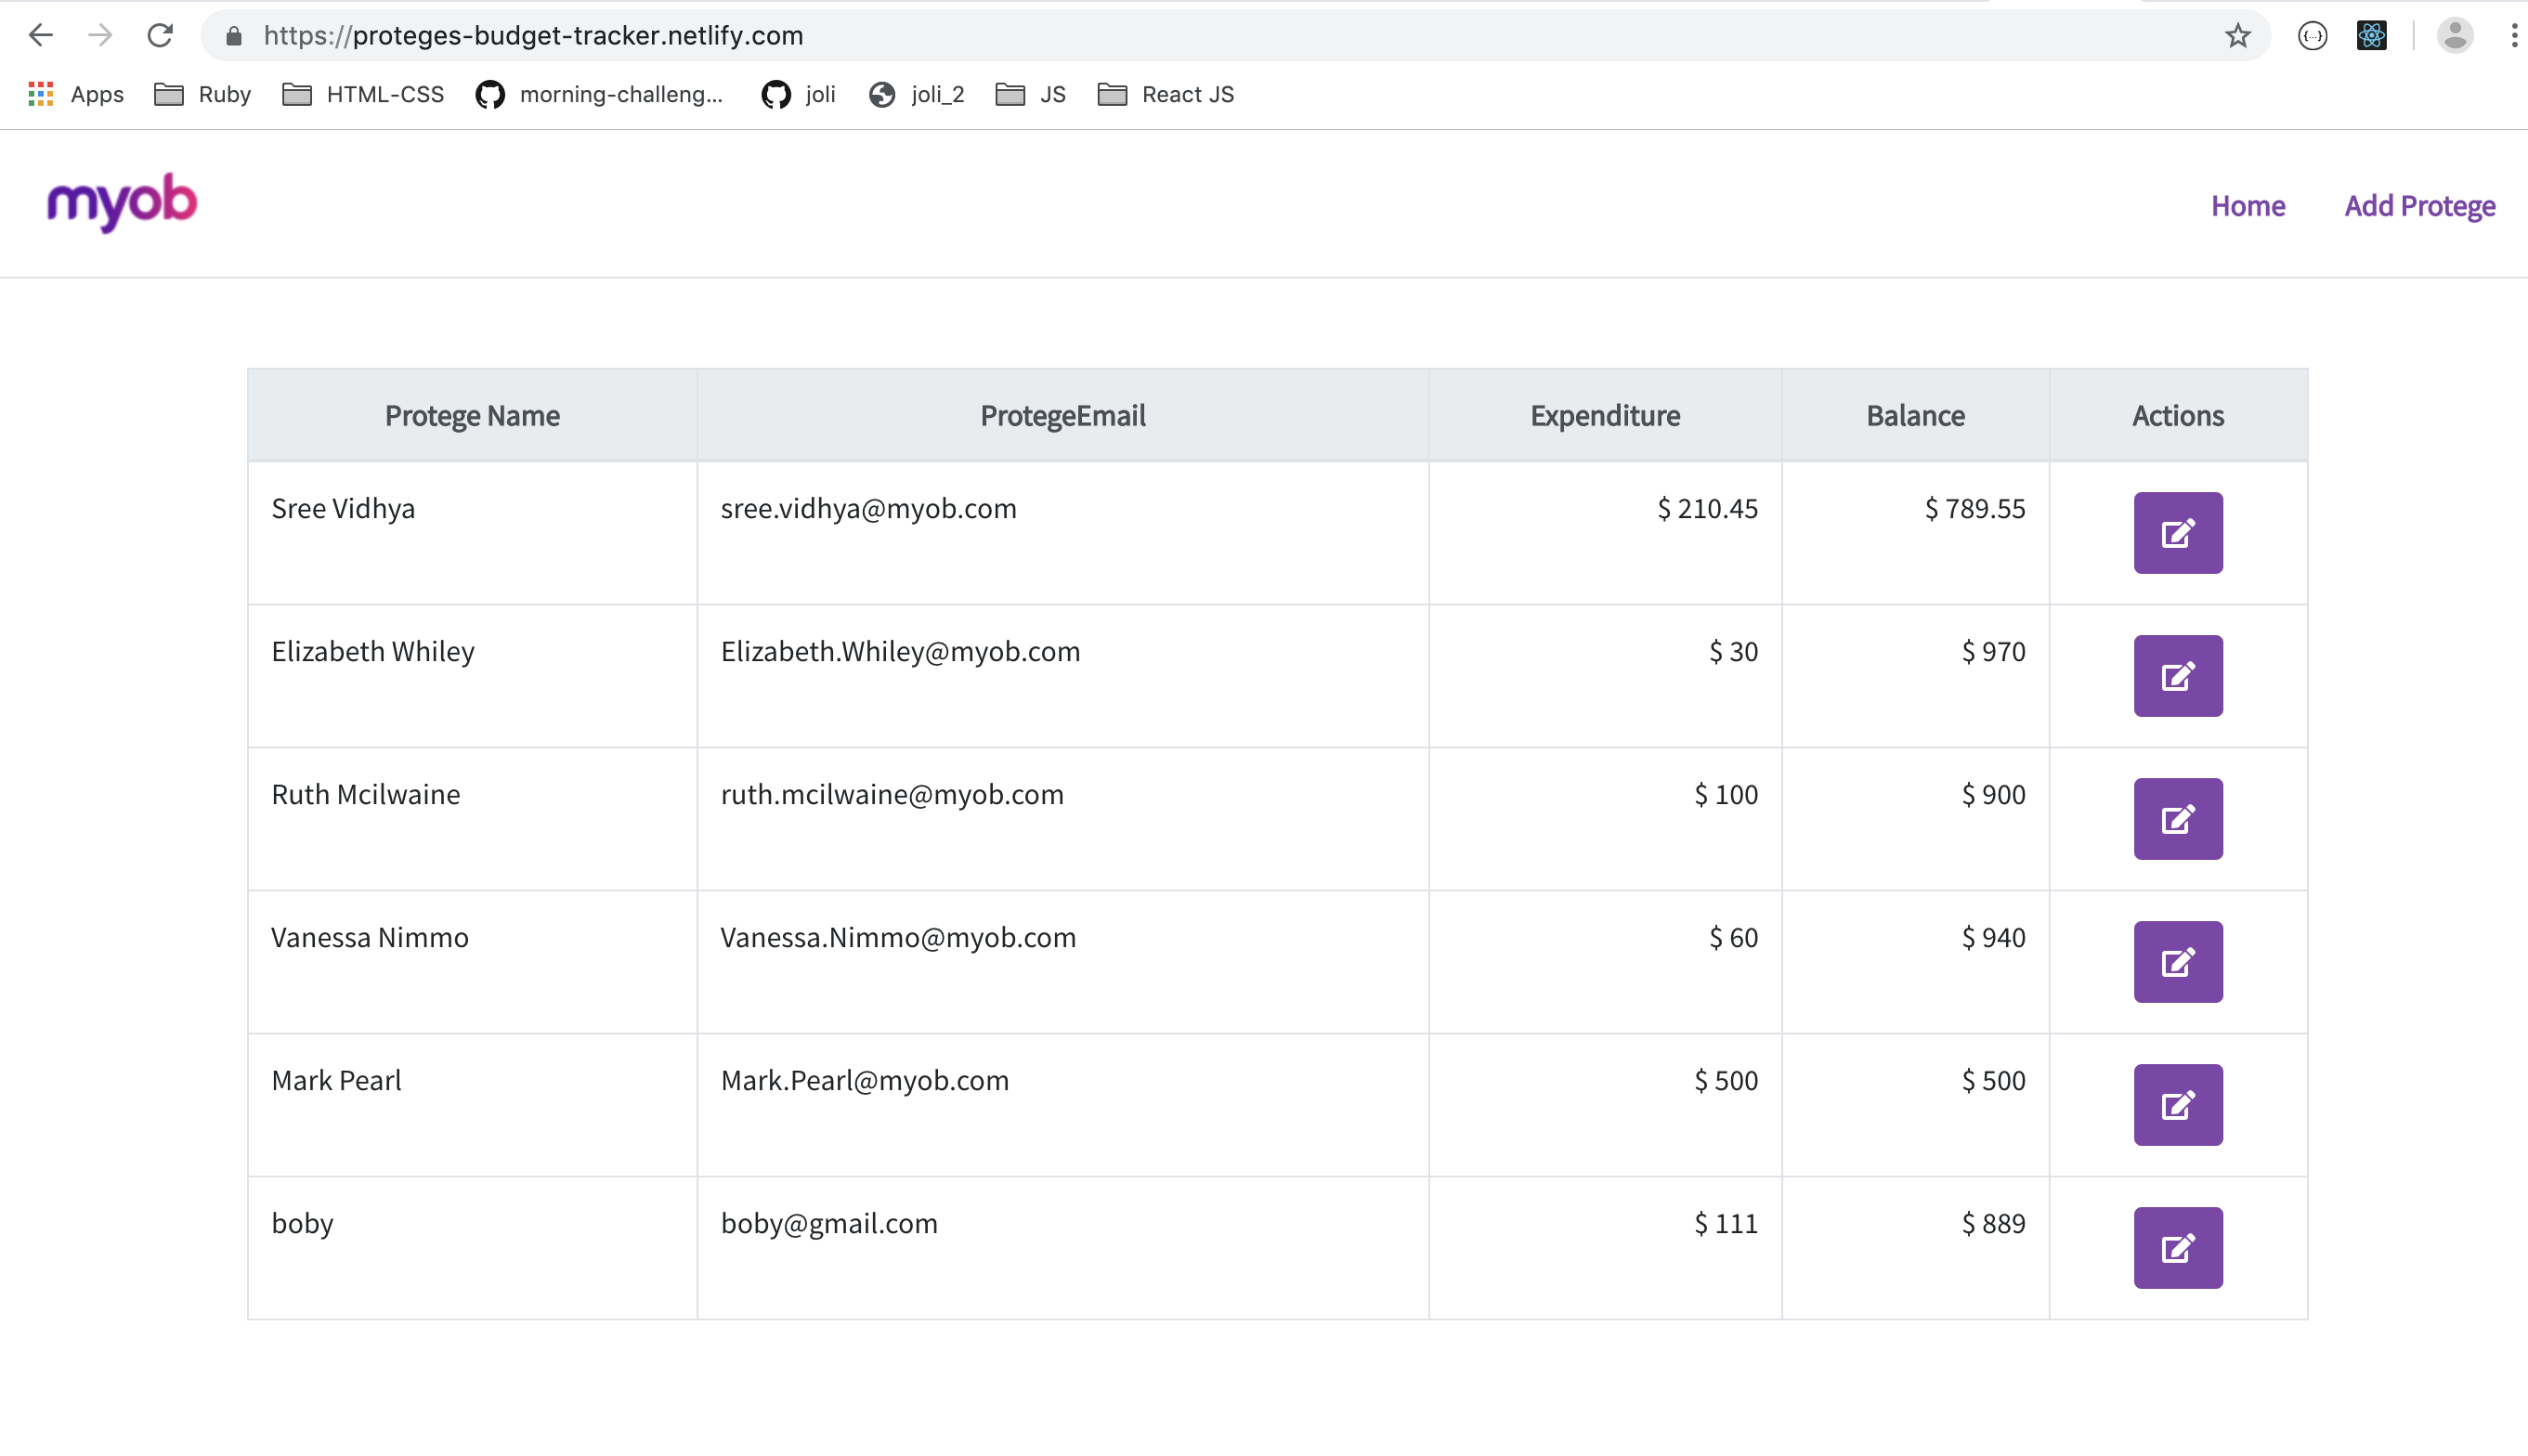 https://proteges-budget-tracker.netlify.com
Apps Ruby HTML-CSS morning-challeng... joli joli_2 JS React JS
myob Home Add Protege
Protege Name ProtegeEmail Expenditure Balance Actions
Sree Vidhya sree.vidhya@myob.com $ 210.45 $ 789.55
Elizabeth Whiley Elizabeth.Whiley@myob.com $ 30 $ 970
Ruth Mcilwaine ruth.mcilwaine@myob.com $ 100 $ 900
Vanessa Nimmo Vanessa.Nimmo@myob.com $ 60 $ 940
Mark Pearl Mark.Pearl@myob.com $ 500 $ 500
boby boby@gmail.com $ 111 $ 889